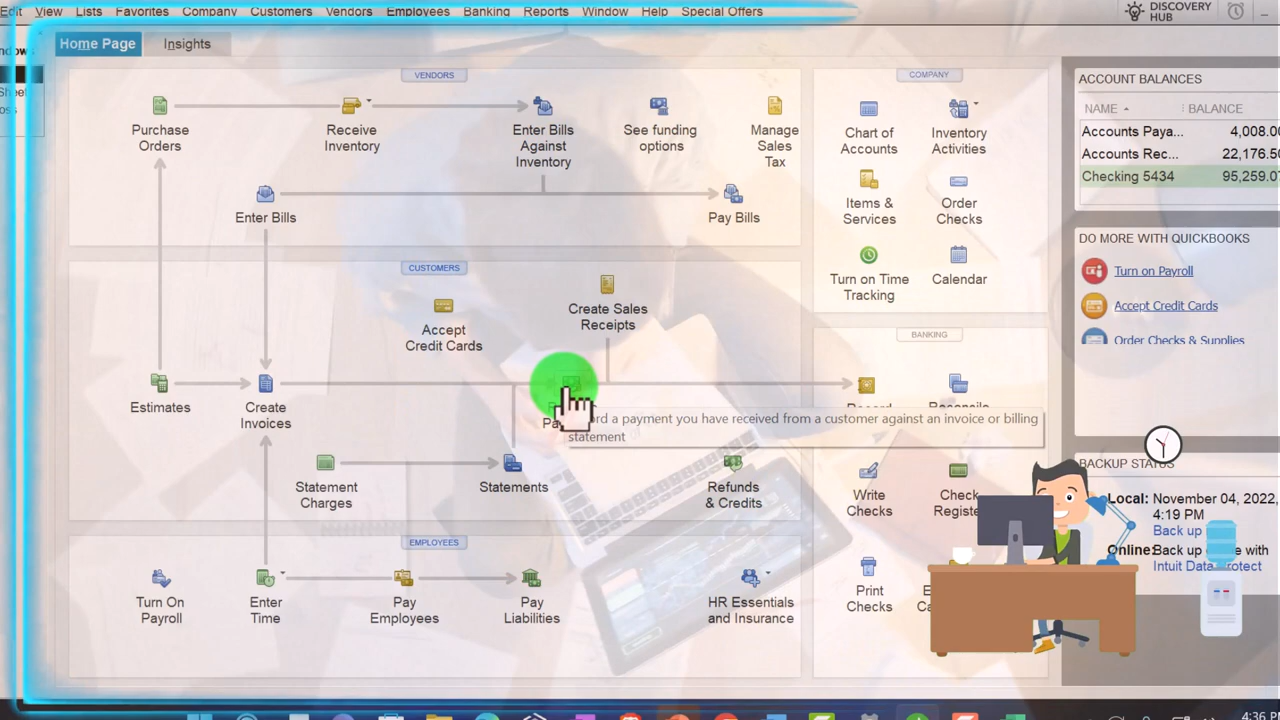 Edit View Lists Favorites Company Customers Vendors Employees Banking Reports Window Help Special Offers
DISCOVERY
HUB
Home Page
Insights
VENDORS
Purchase
Orders
Receive
Inventory
Enter Bills
Against
Inventory
See funding
options
Manage
Sales
Tax
Enter Bills
Pay Bills
CUSTOMERS
Accept
Credit Cards
Create Sales
Receipts
Estimates
Create
Invoices
a payment you have received from a customer against an invoice or billing
statement
Statement
Charges
Statements
Refunds
& Credits
EMPLOYEES
Turn On
Payroll
Enter
Time
Pay
Employees
Pay
Liabilities
HR Essentials
and Insurance
COMPANY
Chart of
Accounts
Inventory
Activities
Items &
Services
Order
Checks
Turn on Time
Tracking
Calendar
BANKING
Record
Reconcile
Write
Checks
Check
Print
Checks
ACCOUNT BALANCES
NAME BALANCE
Accounts Paya... 4,008.00
Accounts Rec... 22,176.50
Checking 5434 95,259.07
DO MORE WITH QUICKBOOKS
Turn on Payroll
Accept Credit Cards
Order Checks & Supplies
BACKUP STATUS
Local: November 04, 2022,
4:19 PM
Back up
Online: Back up with
Intuit Data Protect
4:36